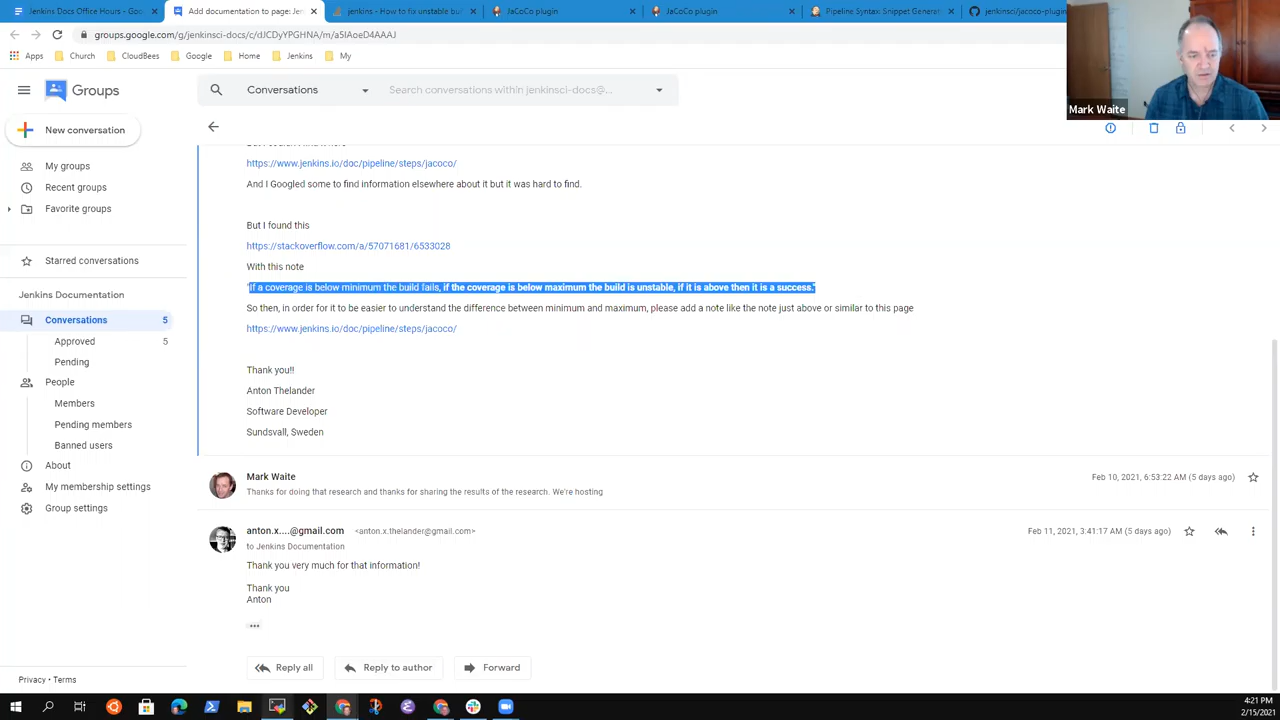 Jenkins Docs Office Hours - Goo
Add documentation to page: Jen
jenkins - How to fix unstable bui
JaCoCo plugin
JaCoCo plugin
Pipeline Syntax: Snippet Generat
jenkinsci/jacoco-plugin
groups.google.com/g/jenkinsci-docs/c/dJCDyYPGHNA/m/a5IAoeD4AAAJ
Apps
Church
CloudBees
Google
Home
Jenkins
My
Mark Waite
Groups
Conversations
Search conversations within jenkinsci-docs@...
New conversation
My groups
Recent groups
Favorite groups
Starred conversations
Jenkins Documentation
Conversations 5
Approved 5
Pending
People
Members
Pending members
Banned users
About
My membership settings
Group settings
Privacy • Terms
https://www.jenkins.io/doc/pipeline/steps/jacoco/
And I Googled some to find information elsewhere about it but it was hard to find.
But I found this
https://stackoverflow.com/a/57071681/6533028
With this note
"If a coverage is below minimum the build fails, if the coverage is below maximum the build is unstable, if it is above then it is a success."
So then, in order for it to be easier to understand the difference between minimum and maximum, please add a note like the note just above or similar to this page
https://www.jenkins.io/doc/pipeline/steps/jacoco/
Thank you!!
Anton Thelander
Software Developer
Sundsvall, Sweden
Mark Waite
Feb 10, 2021, 6:53:22 AM (5 days ago)
Thanks for doing that research and thanks for sharing the results of the research. We're hosting
anton.x....@gmail.com <anton.x.thelander@gmail.com>
Feb 11, 2021, 3:41:17 AM (5 days ago)
to Jenkins Documentation
Thank you very much for that information!
Thank you
Anton
Reply all
Reply to author
Forward
4:21 PM
2/15/2021